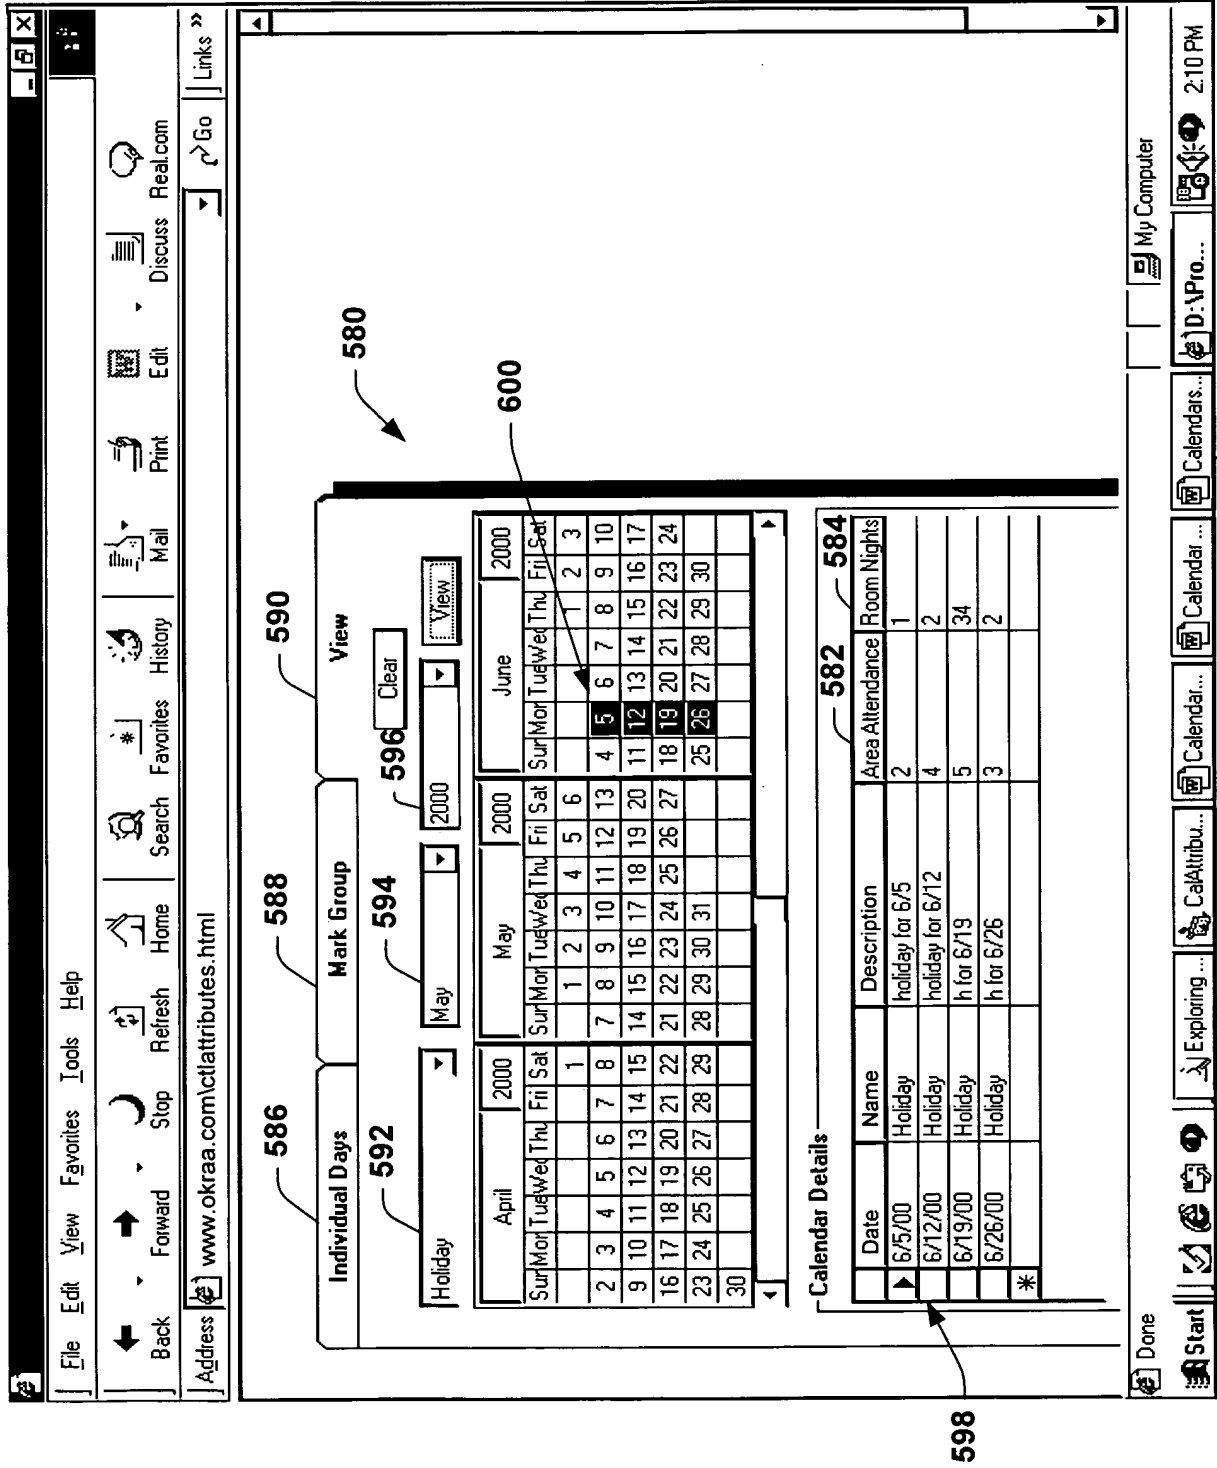 File Edit View Favorites Tools Help
Back Forward Stop Refresh Home Search Favorites History Mail Print Edit Discuss Real.com
Address www.okraa.com\ctlattributes.html Go Links »
586 588 590
Individual Days Mark Group View
580
592 594 596 Clear
Holiday May 2000 View
600
April 2000 May 2000 June 2000
Sun Mor Tue Wed Thu Fri Sat Sun Mor Tue Wed Thu Fri Sat Sun Mor Tue Wed Thu Fri Sat
1 1 2 3 4 5 6 1 2 3
2 3 4 5 6 7 8 7 8 9 10 11 12 13 4 5 6 7 8 9 10
9 10 11 12 13 14 15 14 15 16 17 18 19 20 11 12 13 14 15 16 17
16 17 18 19 20 21 22 21 22 23 24 25 26 27 18 19 20 21 22 23 24
23 24 25 26 27 28 29 28 29 30 31 25 26 27 28 29 30
30
Calendar Details
582 584
Date Name Description Area Attendance Room Nights
6/5/00 Holiday holiday for 6/5 2 1
6/12/00 Holiday holiday for 6/12 4 2
6/19/00 Holiday h for 6/19 5 34
6/26/00 Holiday h for 6/26 3 2
*
598
Done My Computer
Start Exploring ... CalAttribu... Calendar... Calendar ... Calendars... D:\Pro... 2:10 PM